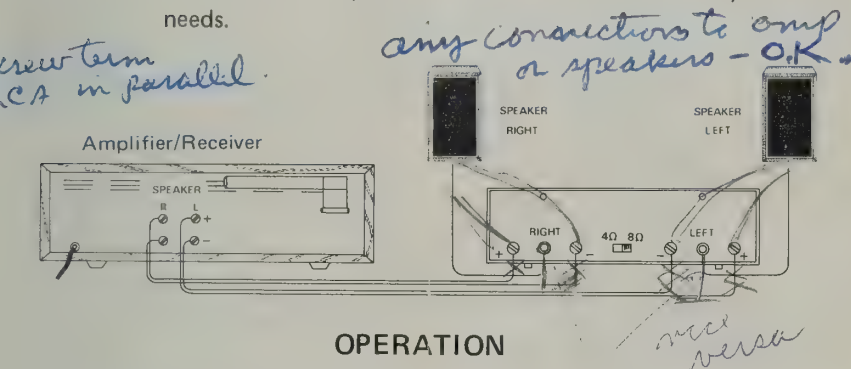 needs.
any connections to amp
or speakers - O.K.
screw term
RCA in parallel.
SPEAKER
RIGHT
SPEAKER
LEFT
Amplifier/Receiver
SPEAKER
R L
+
-
RIGHT
4Ω 8Ω
LEFT
+ - - +
OPERATION
vice
versa